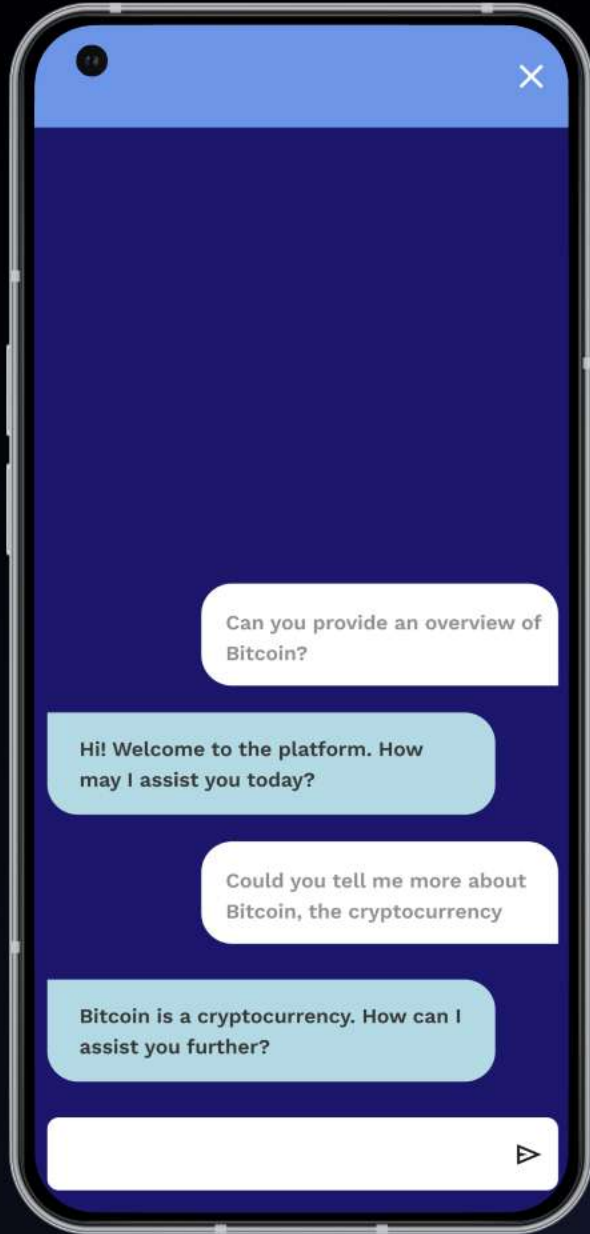 Can you provide an overview of
Bitcoin?
Hi! Welcome to the platform. How
may I assist you today?
Could you tell me more about
Bitcoin, the cryptocurrency
Bitcoin is a cryptocurrency. How can I
assist you further?